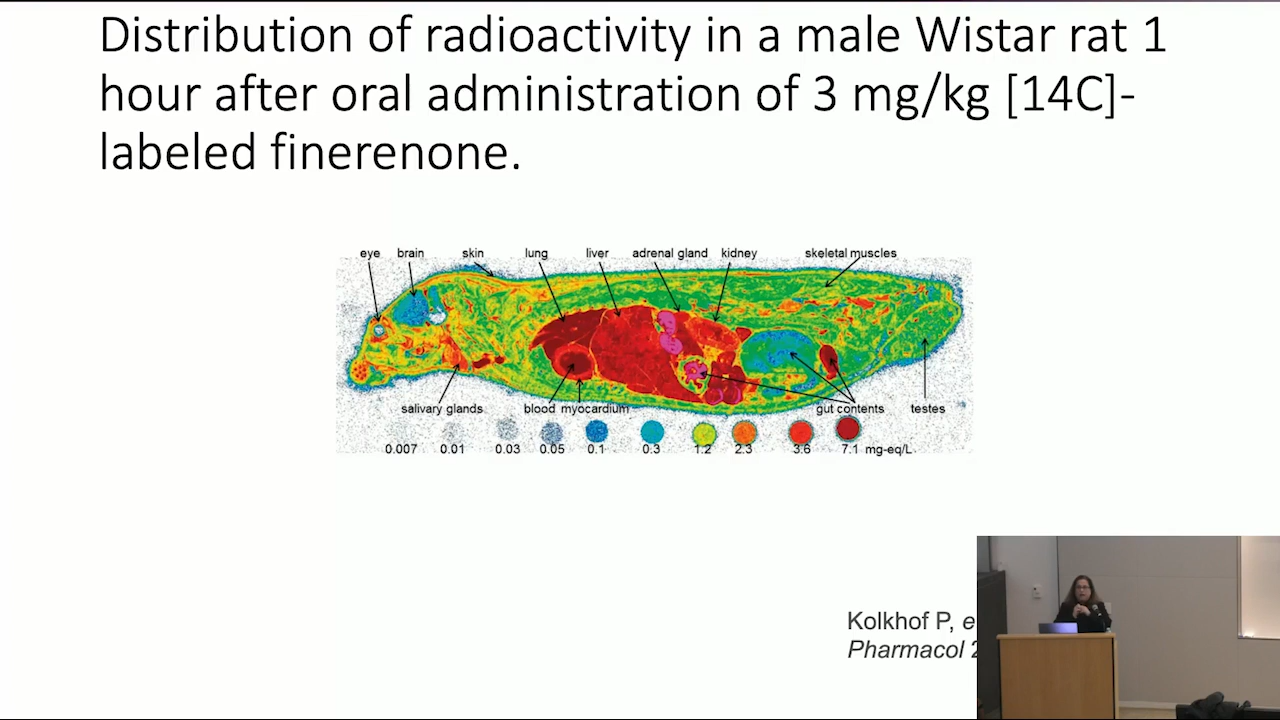 Distribution of radioactivity in a male Wistar rat 1
hour after oral administration of 3 mg/kg [14C]-
labeled finerenone.
eye brain skin lung liver adrenal gland kidney skeletal muscles
salivary glands blood myocardium gut contents testes
0.007 0.01 0.03 0.05 0.1 0.3 1.2 2.3 3.6 7.1 mg-eq/L
Kolkhof P, e
Pharmacol